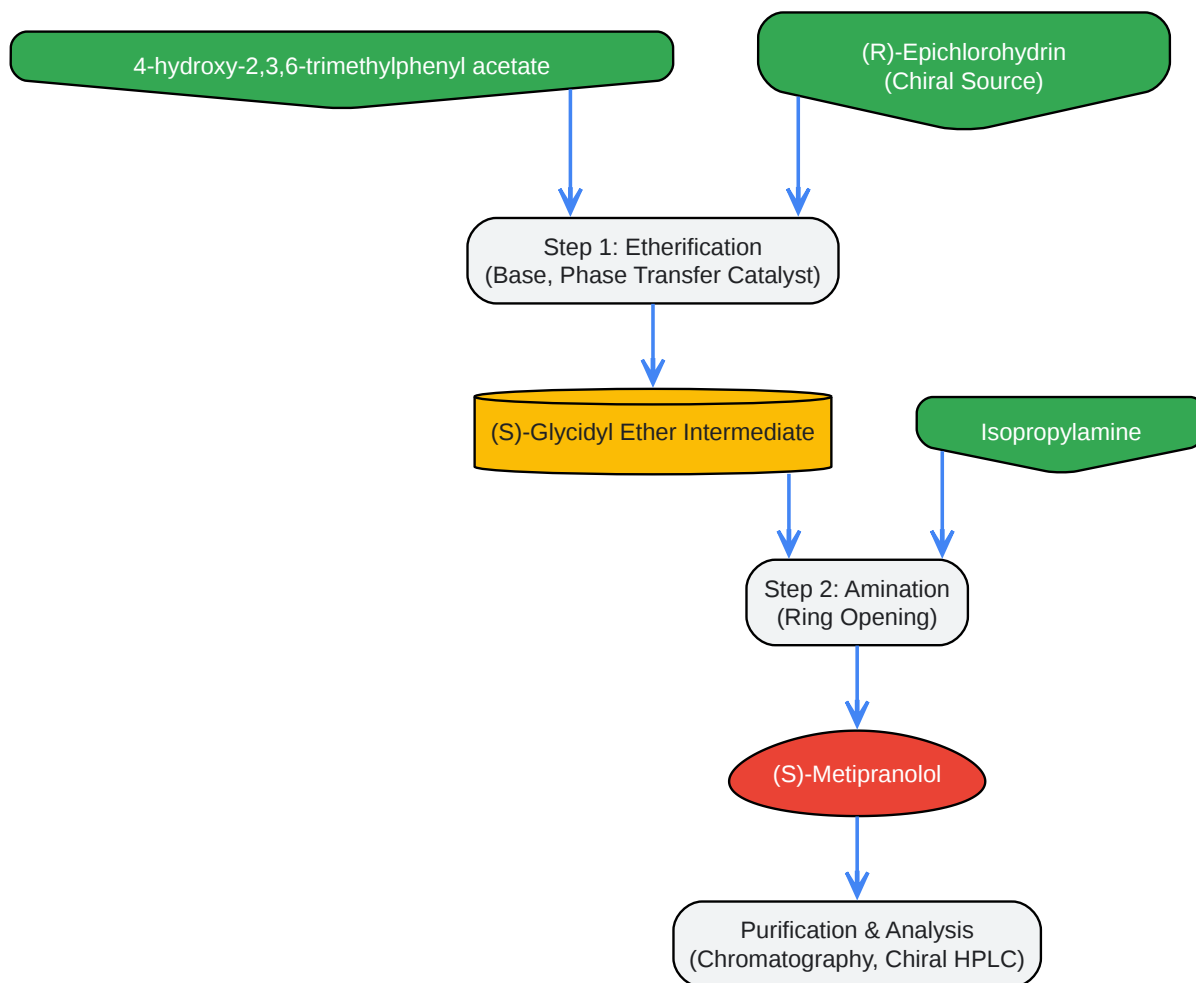 4-hydroxy-2,3,6-trimethylphenyl acetate
(R)-Epichlorohydrin
(Chiral Source)
Step 1: Etherification
(Base, Phase Transfer Catalyst)
(S)-Glycidyl Ether Intermediate
Isopropylamine
Step 2: Amination
(Ring Opening)
(S)-Metipranolol
Purification & Analysis
(Chromatography, Chiral HPLC)